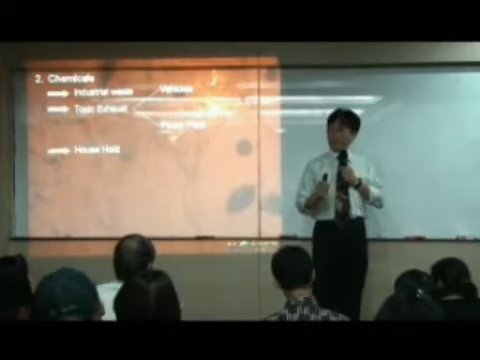 2. Chemicals
Industrial waste
Vehicles
Toxic Exhaust
Power Plant
House Hold